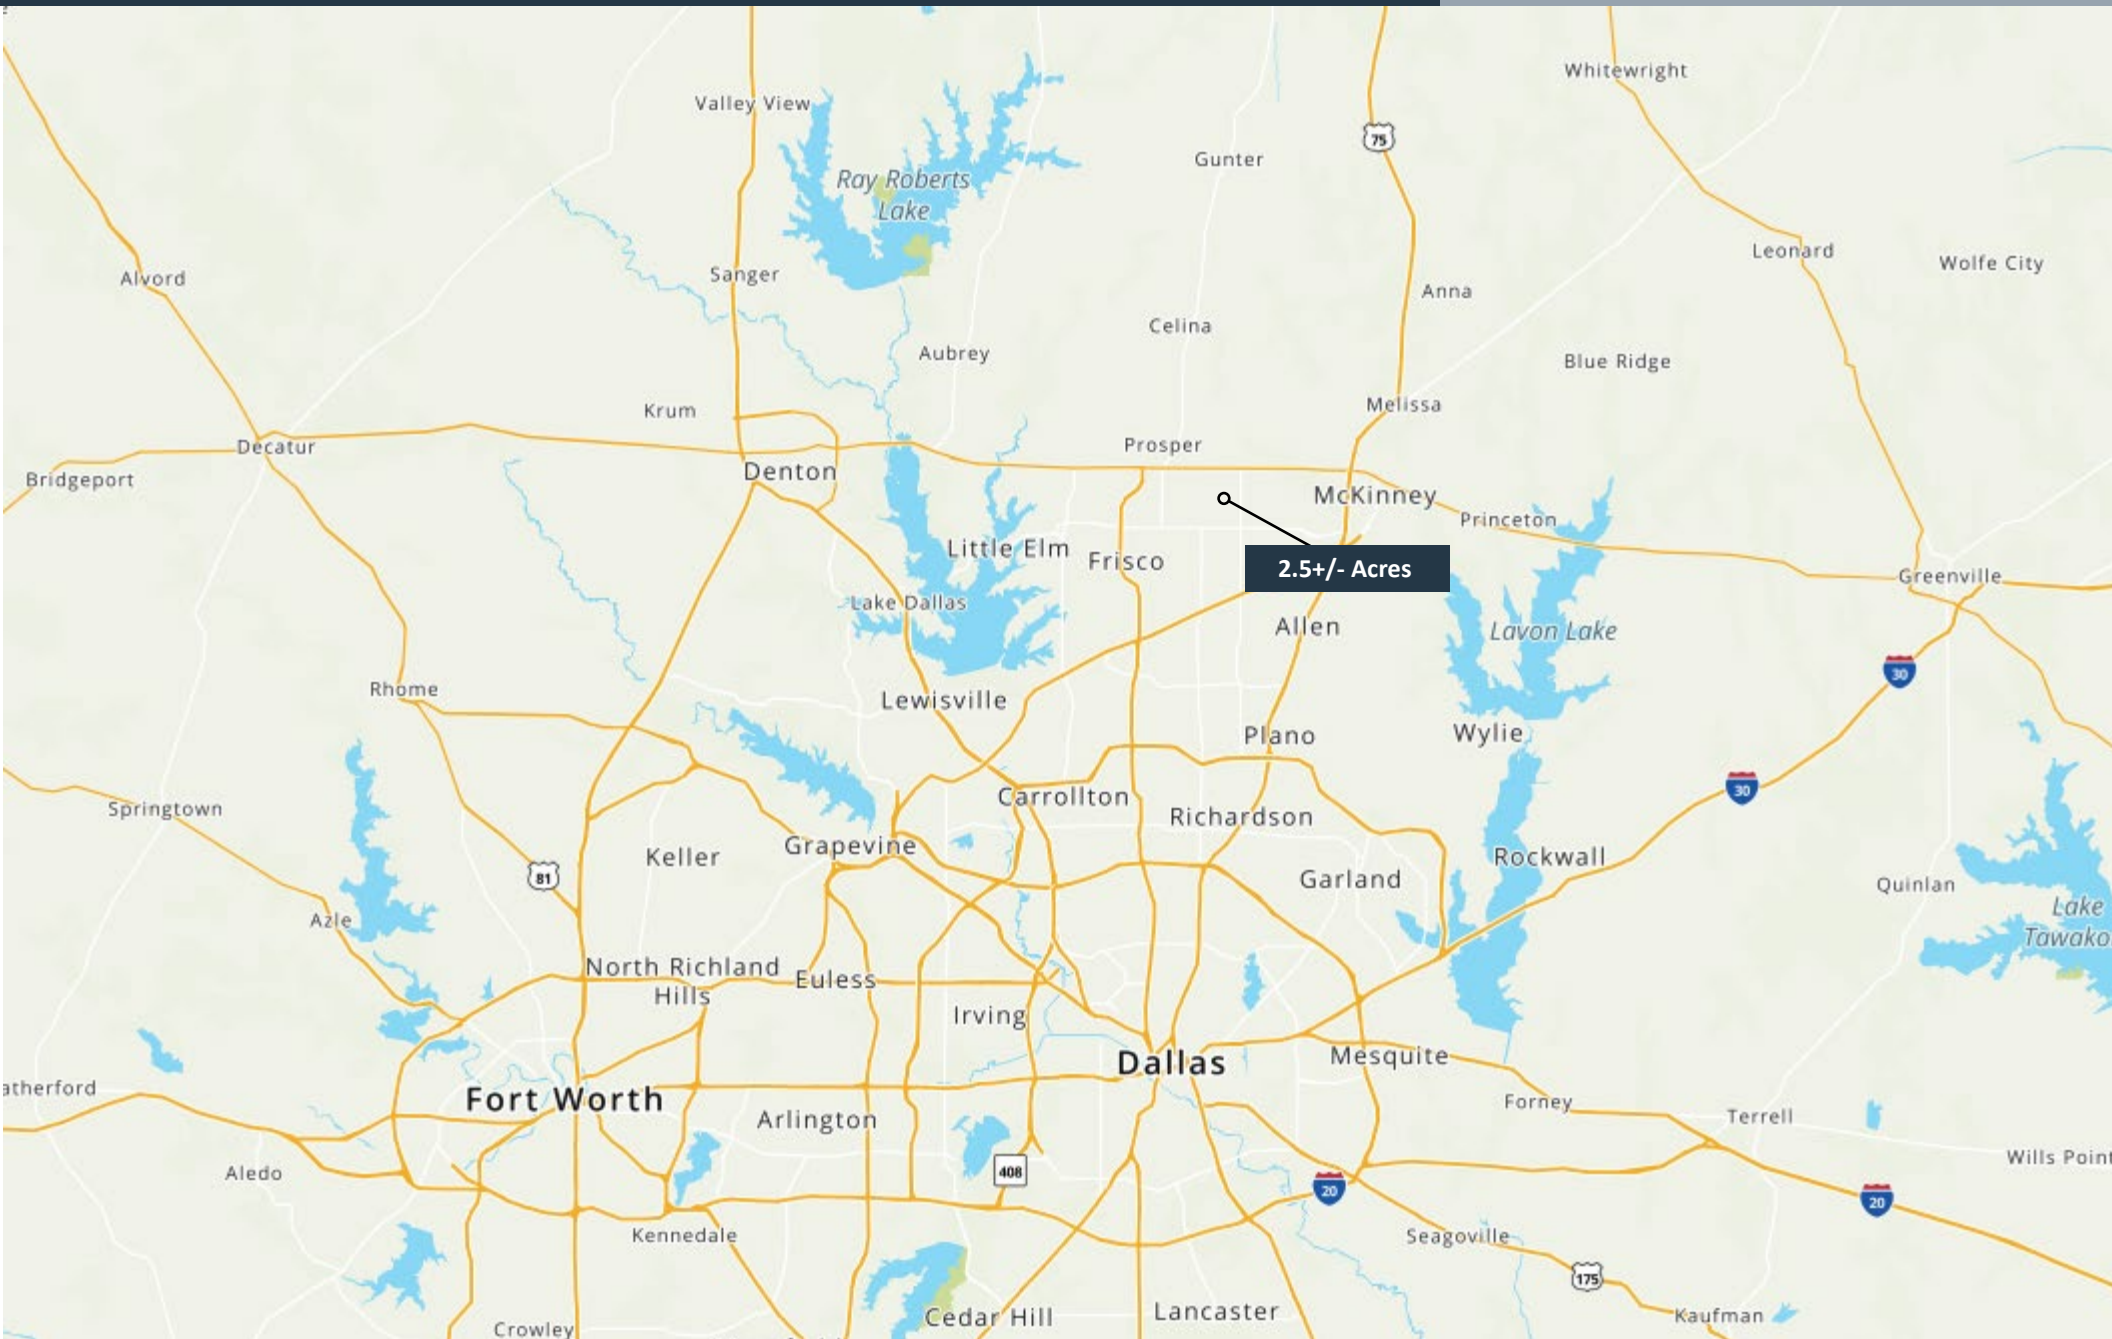 Whitewright
Valley View
75
Gunter
Ray Roberts
Lake
Leonard
Wolfe City
Sanger
Alvord
Anna
Celina
Aubrey
Blue Ridge
Melissa
Krum
Prosper
Decatur
Denton
Bridgeport
McKinney
Princeton
Little Elm
Frisco
2.5+/- Acres
Greenville
Lake Dallas
Allen
Lavon Lake
30
Rhome
Lewisville
Wylie
Plano
30
Carrollton
Springtown
Richardson
Grapevine
Keller
Rockwall
81
Garland
Quinlan
Lake
Tawako
Azle
North Richland
Hills
Euless
Irving
Mesquite
Dallas
atherford
Fort Worth
Forney
Terrell
Arlington
Wills Point
408
Aledo
20
20
Kennedale
Seagoville
175
Lancaster
Kaufman
Cedar Hill
Crowley